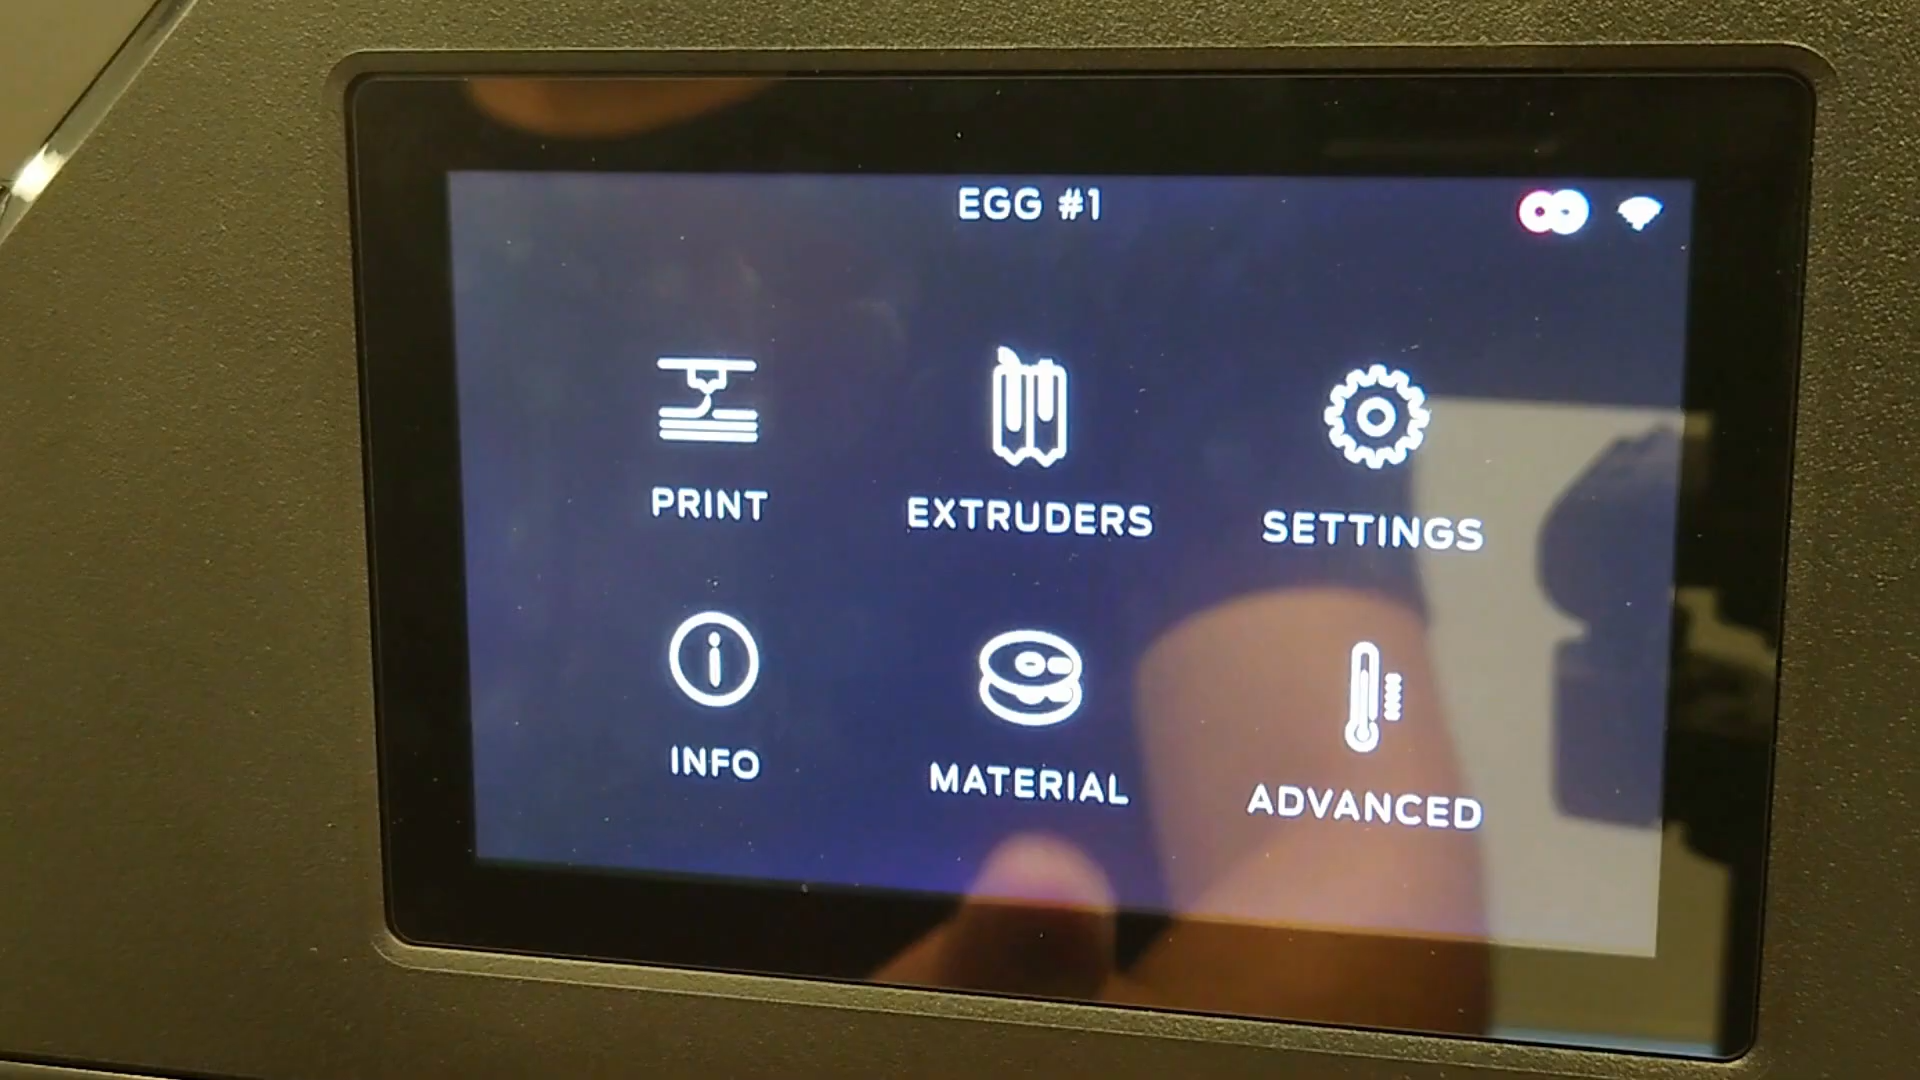 EGG #1
PRINT
EXTRUDERS
SETTINGS
INFO
MATERIAL
ADVANCED